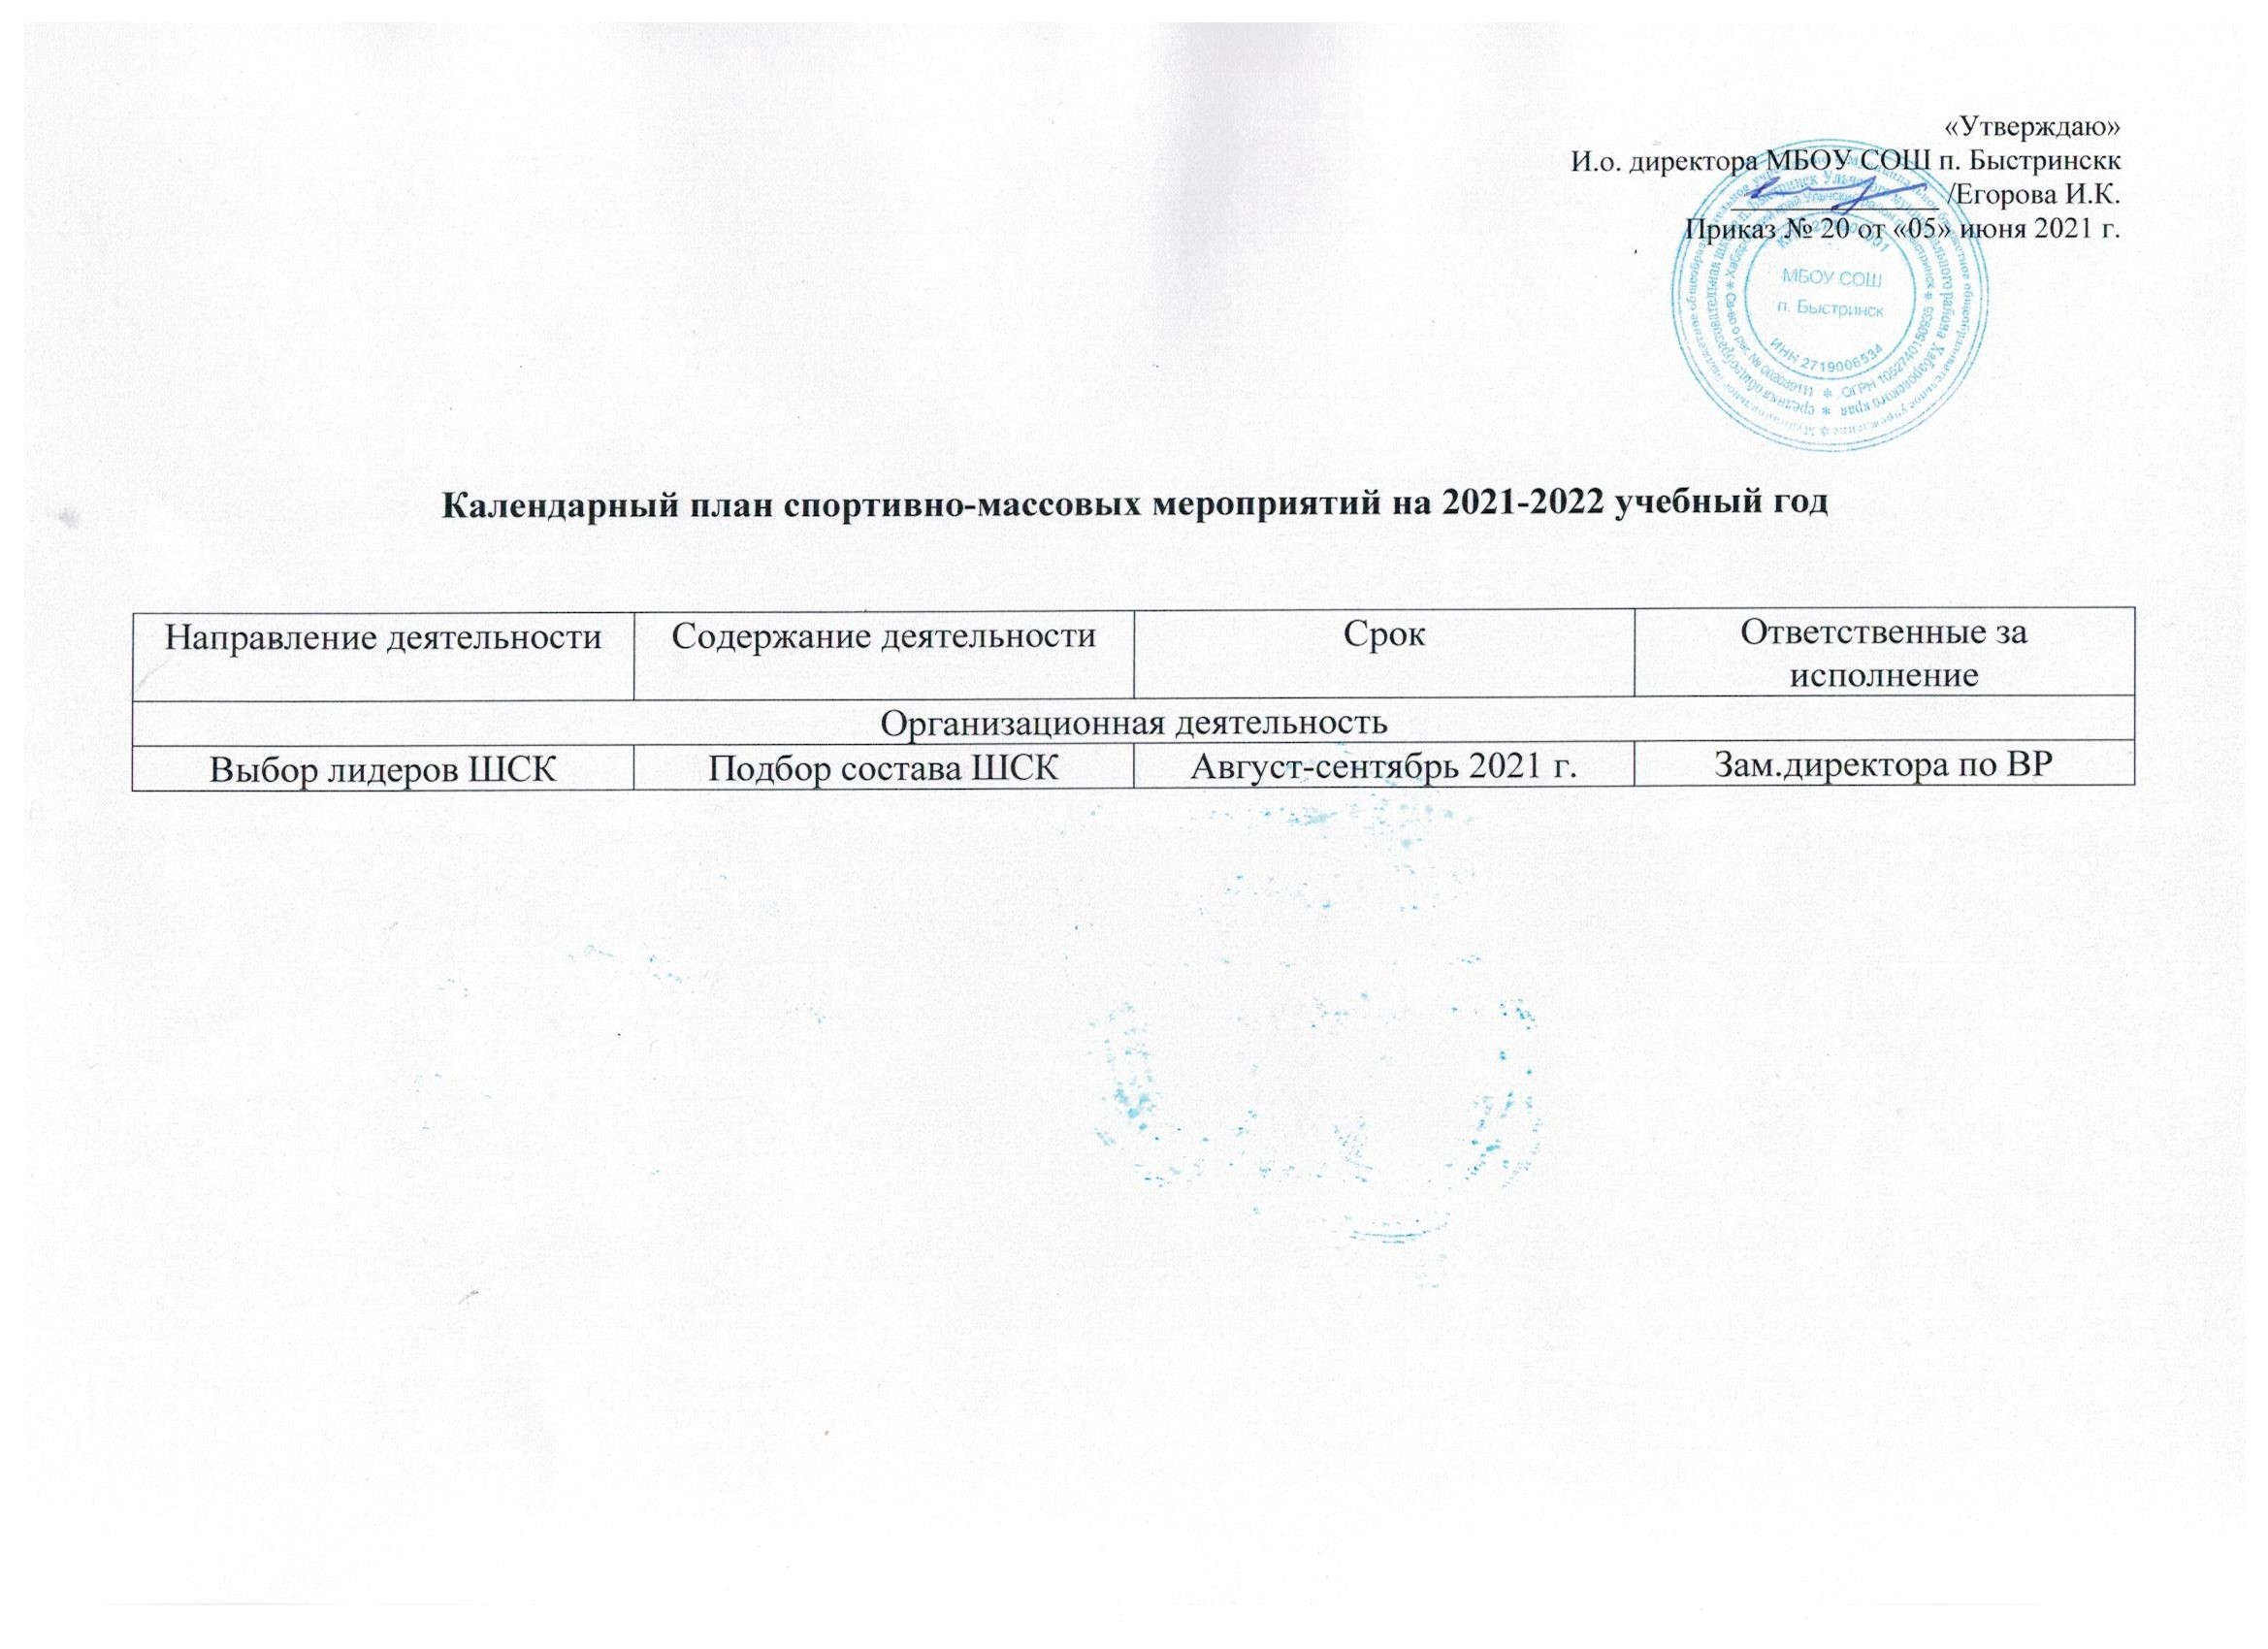 «Утверждаю»
И.о. директора МБОУ СОШ п. Быстринскк
/Егорова И.К.
Приказ № 20 от «05» июня 2021 г.
МБОУ СОШ
п. Быстринск
ИНН 2719006534
Календарный план спортивно-массовых мероприятий на 2021-2022 учебный год
Направление деятельности
Содержание деятельности
Срок
Ответственные за
исполнение
Организационная деятельность
Выбор лидеров ШСК
Подбор состава ШСК
Август-сентябрь 2021 г.
Зам.директора по ВР